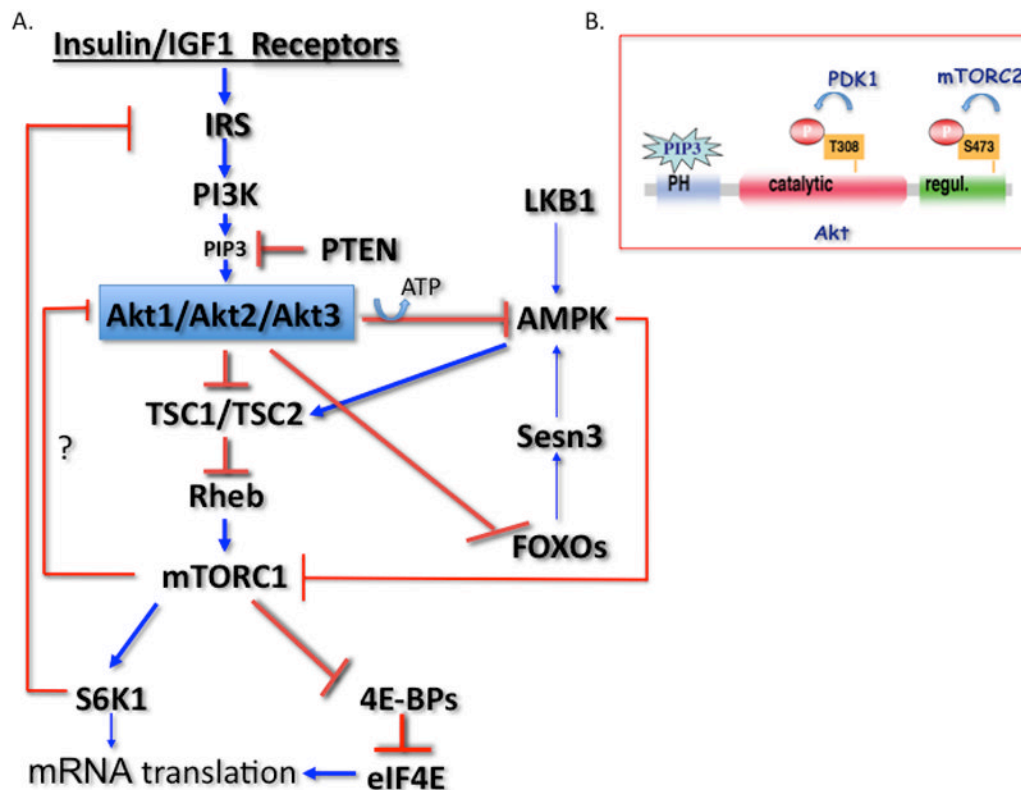 A.
Insulin/IGF1 Receptors
IRS
PI3K
PIP3
PTEN
Akt1/Akt2/Akt3
ATP
LKB1
AMPK
TSC1/TSC2
Sesn3
?
Rheb
FOXOs
mTORC1
S6K1
4E-BPs
mRNA translation
eIF4E
B.
PDK1
mTORC2
P
P
T308
S473
PIP3
PH
catalytic
regul.
Akt